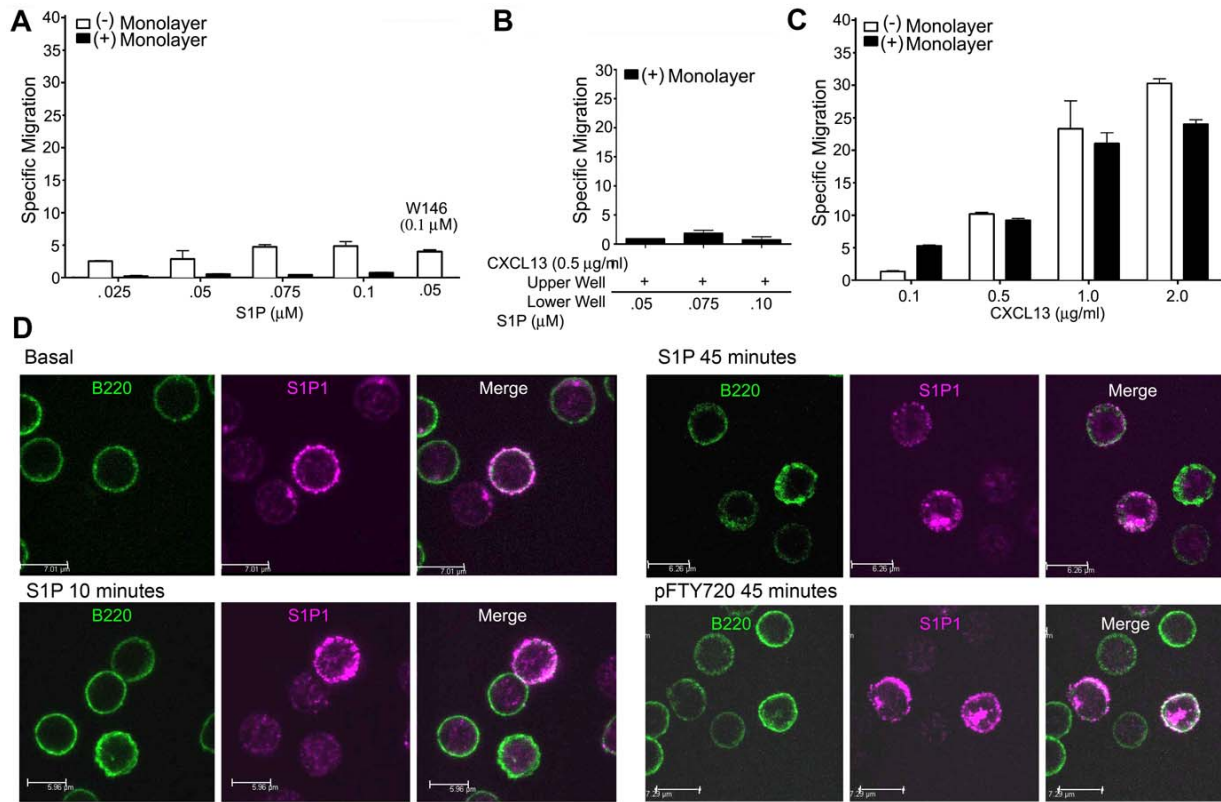 A
(-) Monolayer
(+) Monolayer
Specific Migration
40
35
30
25
20
15
10
5
0
W146
(0.1 μM)
.025 .05 .075 0.1 .05
S1P (μM)
B
(+) Monolayer
Specific Migration
30
25
20
15
10
5
0
CXCL13 (0.5 μg/ml)
Upper Well + + +
Lower Well .05 .075 .10
S1P (μM)
C
(-) Monolayer
(+) Monolayer
Specific Migration
40
35
30
25
20
15
10
5
0
0.1 0.5 1.0 2.0
CXCL13 (μg/ml)
D
Basal
B220 S1P1 Merge
7.01 μm 7.01 μm 7.01 μm
S1P 10 minutes
B220 S1P1 Merge
5.96 μm 5.96 μm 5.96 μm
S1P 45 minutes
B220 S1P1 Merge
6.26 μm 6.26 μm 6.26 μm
pFTY720 45 minutes
B220 S1P1 Merge
7.29 μm 7.29 μm